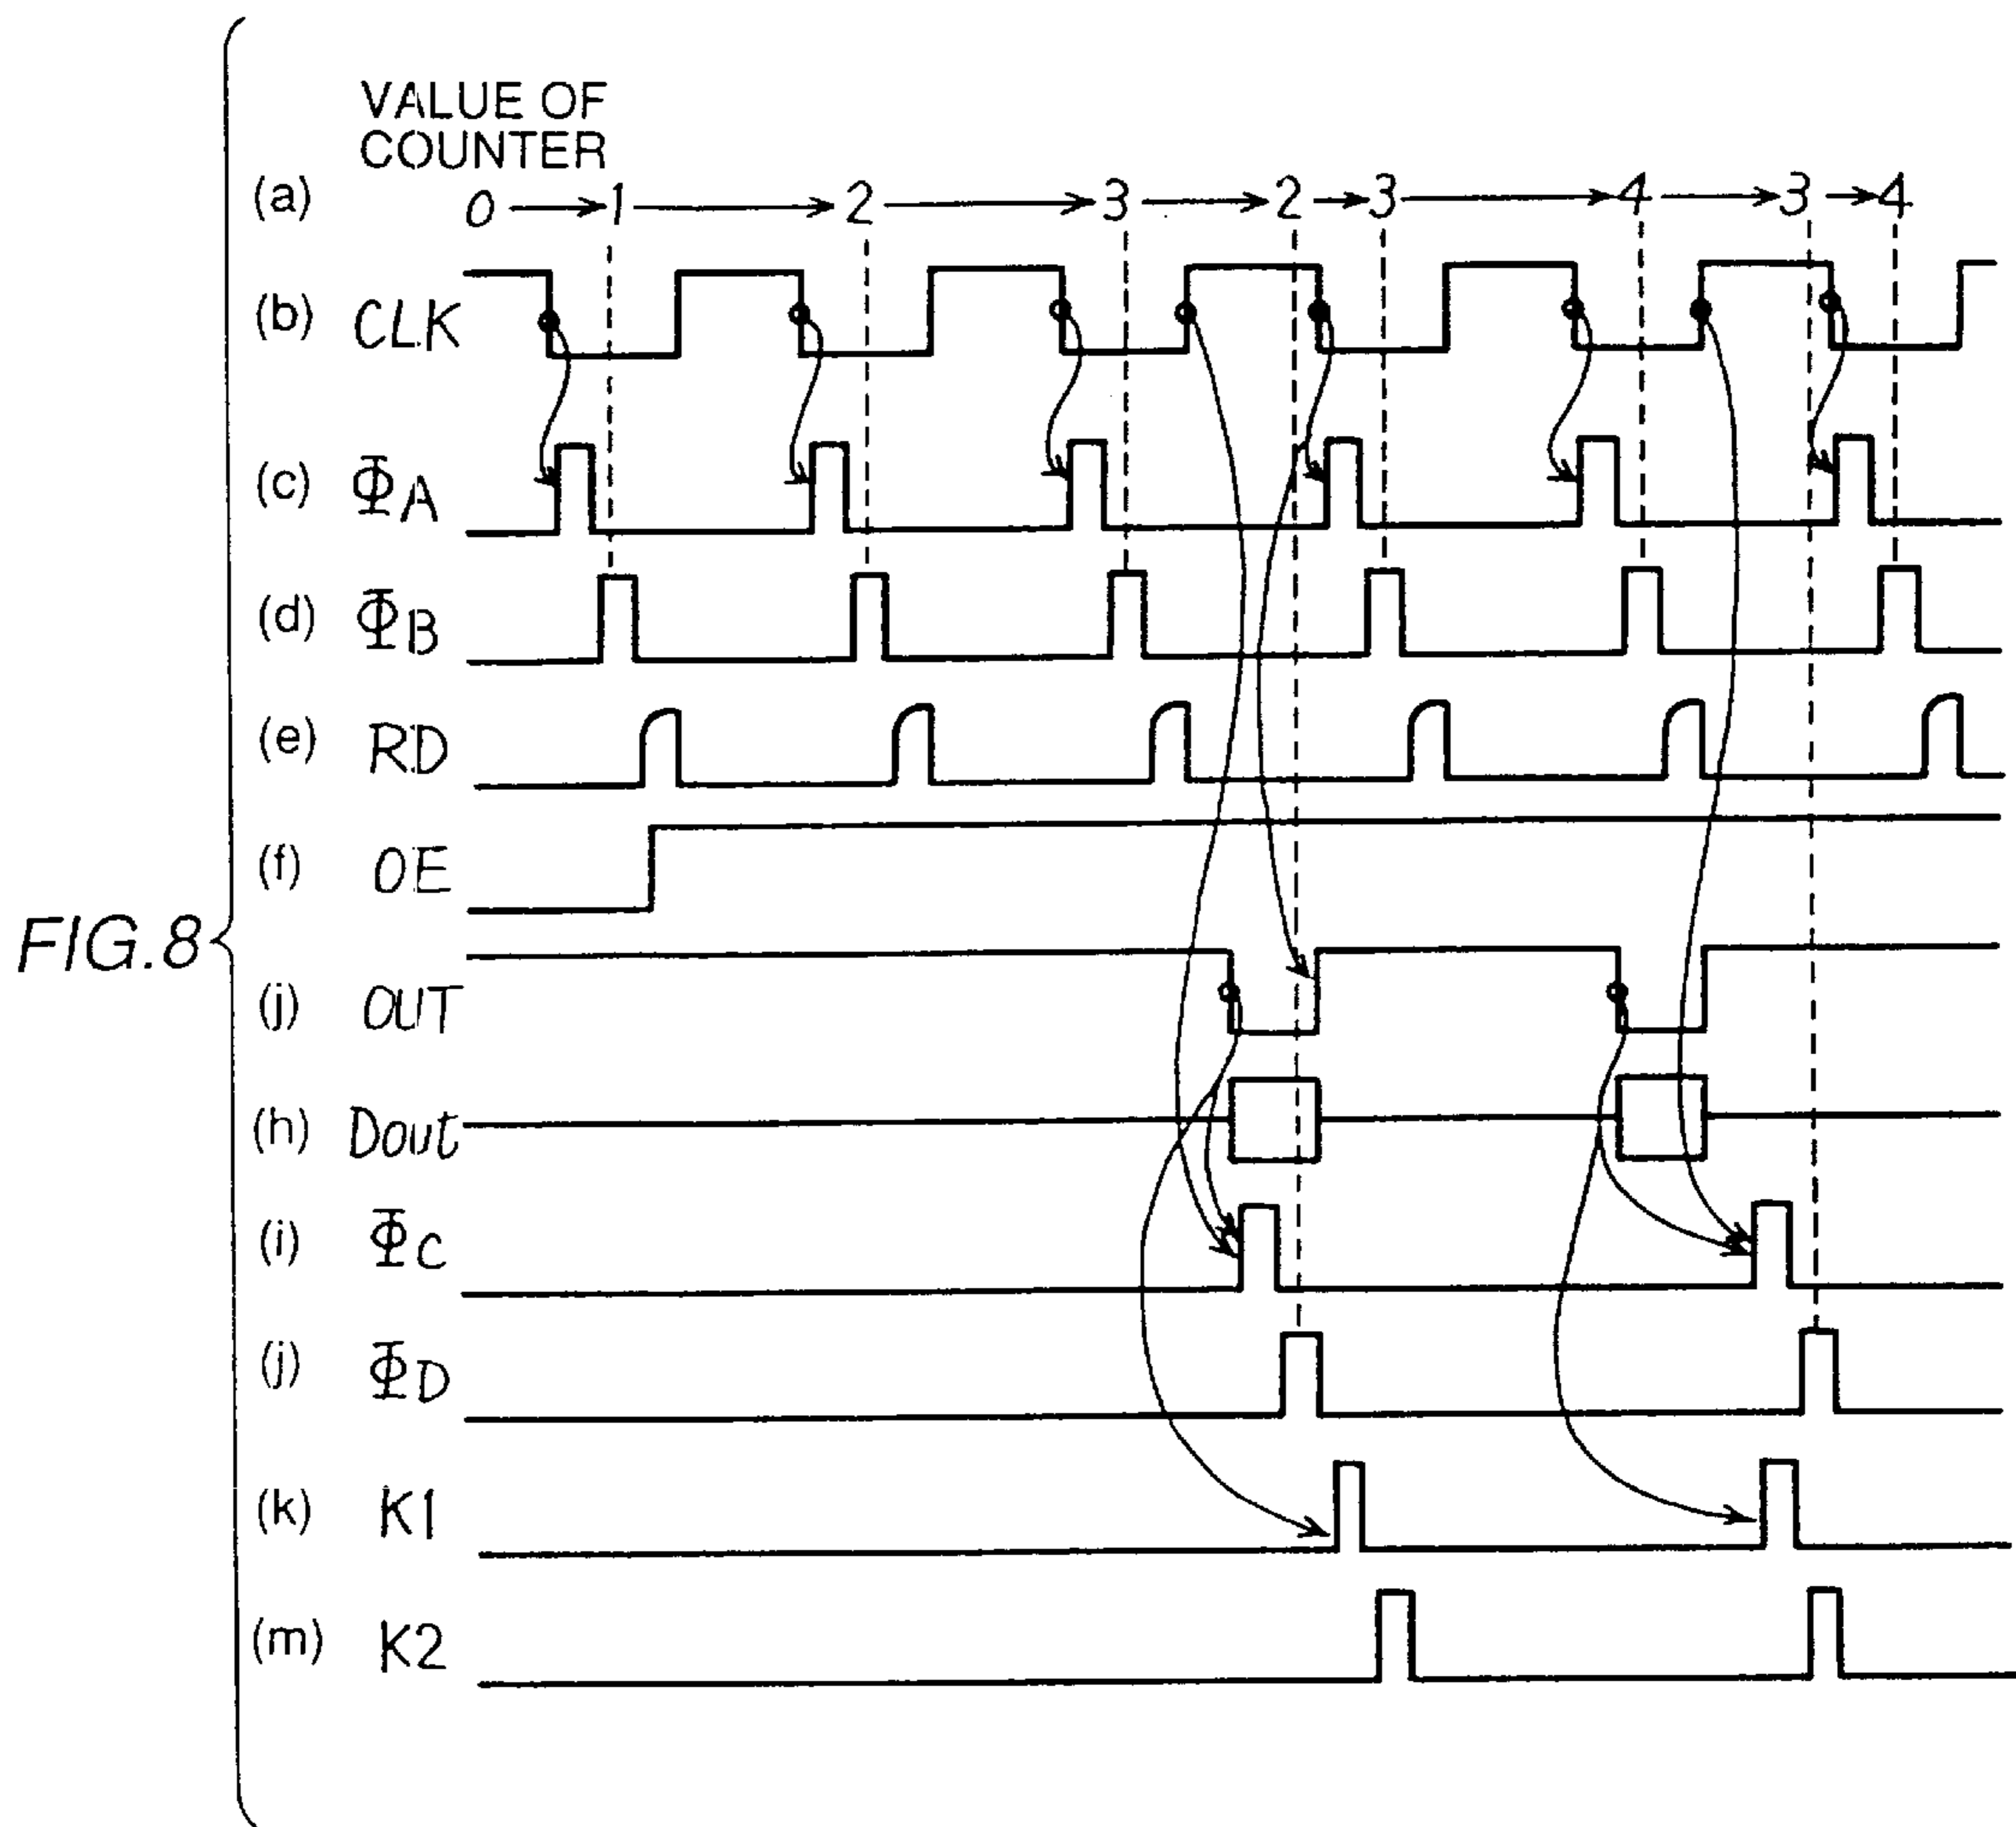 VALUE OF
COUNTER
(a) 0 1 2 3 2 3 4 3 4
(b) CLK
(c) ΦA
(d) ΦB
(e) RD
(f) OE
FIG.8
(j) OUT
(h) Dout
(i) ΦC
(j) ΦD
(k) K1
(m) K2